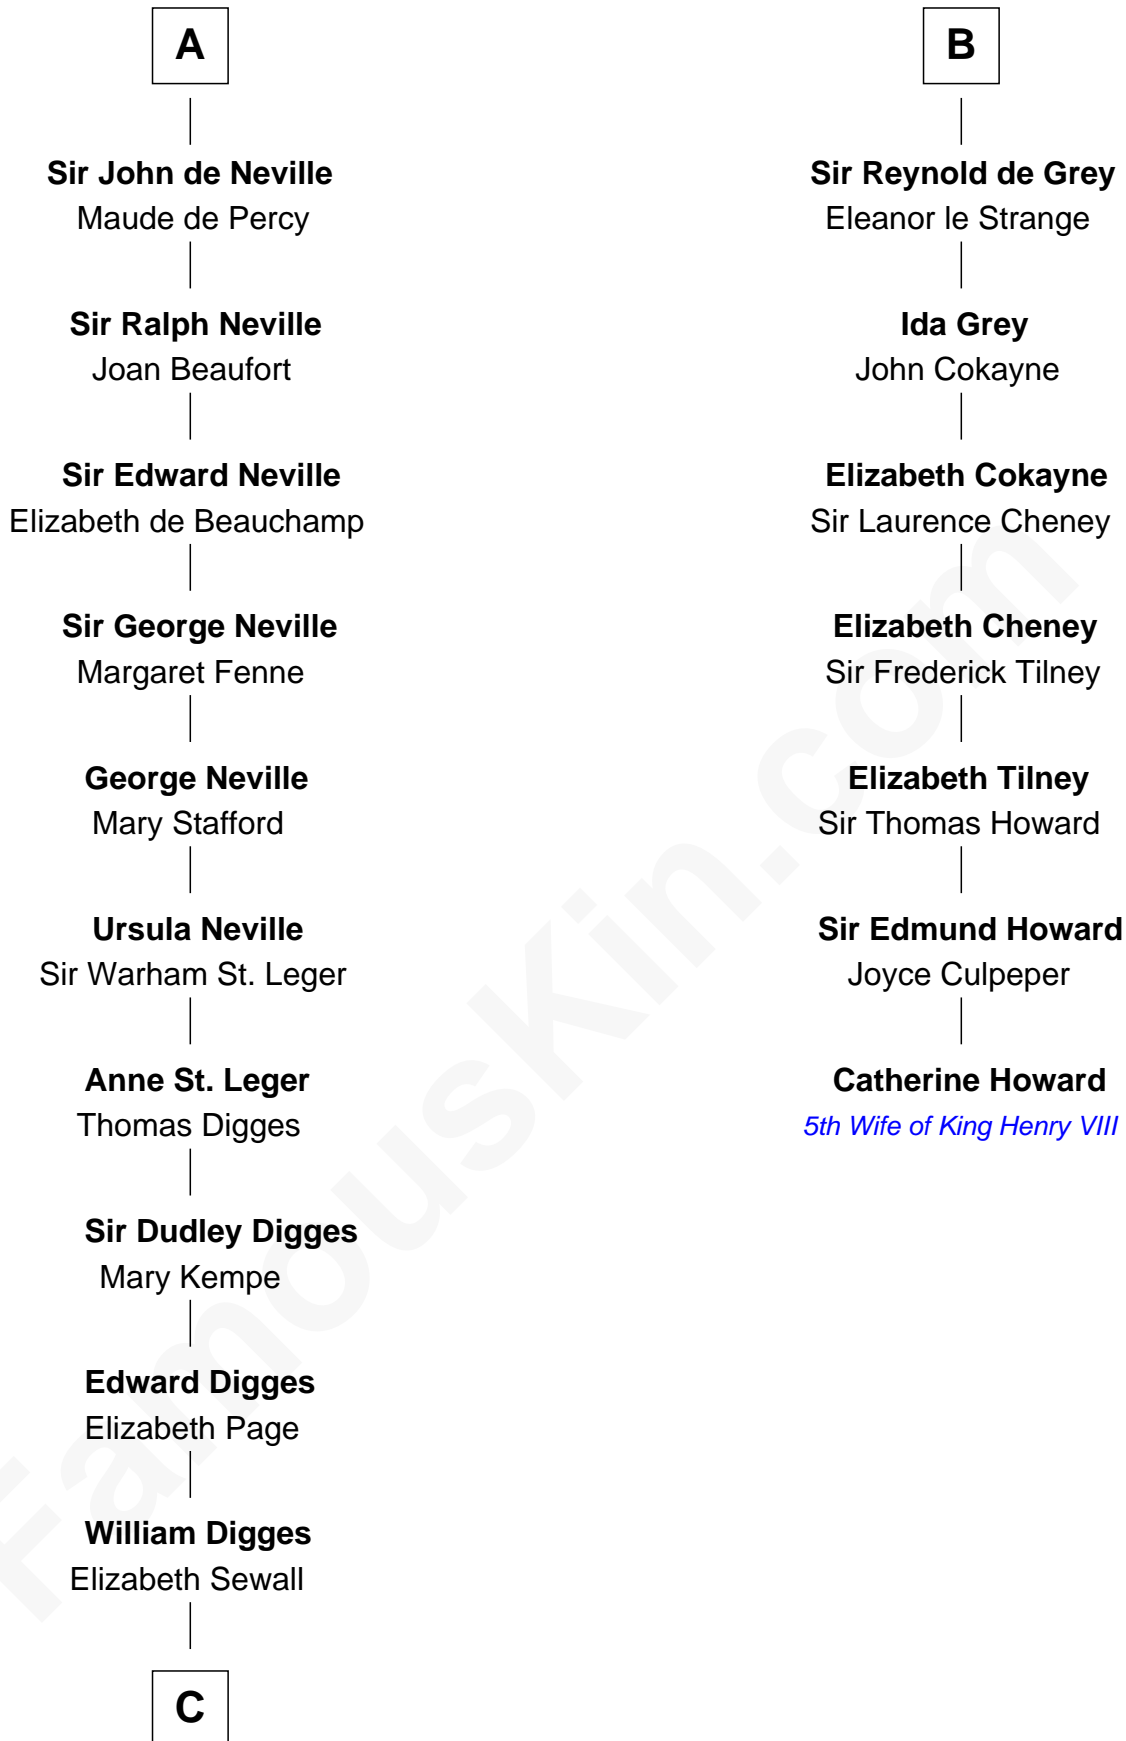 A
Sir John de Neville
Maude de Percy
Sir Ralph Neville
Joan Beaufort
Sir Edward Neville
Elizabeth de Beauchamp
Sir George Neville
Margaret Fenne
George Neville
Mary Stafford
Ursula Neville
Sir Warham St. Leger
Anne St. Leger
Thomas Digges
Sir Dudley Digges
Mary Kempe
Edward Digges
Elizabeth Page
William Digges
Elizabeth Sewall
C
B
Sir Reynold de Grey
Eleanor le Strange
Ida Grey
John Cokayne
Elizabeth Cokayne
Sir Laurence Cheney
Elizabeth Cheney
Sir Frederick Tilney
Elizabeth Tilney
Sir Thomas Howard
Sir Edmund Howard
Joyce Culpeper
Catherine Howard
5th Wife of King Henry VIII
FamousKin.com